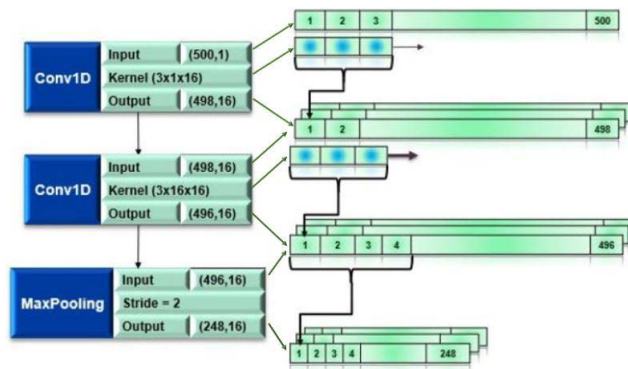 Conv1D
Input (500,1)
Kernel (3x1x16)
Output (498,16)
Conv1D
Input (498,16)
Kernel (3x16x16)
Output (496,16)
MaxPooling
Input (496,16)
Stride = 2
Output (248,16)
1 2 3 500
1 2 498
1 2 3 4 496
1 2 3 4 248